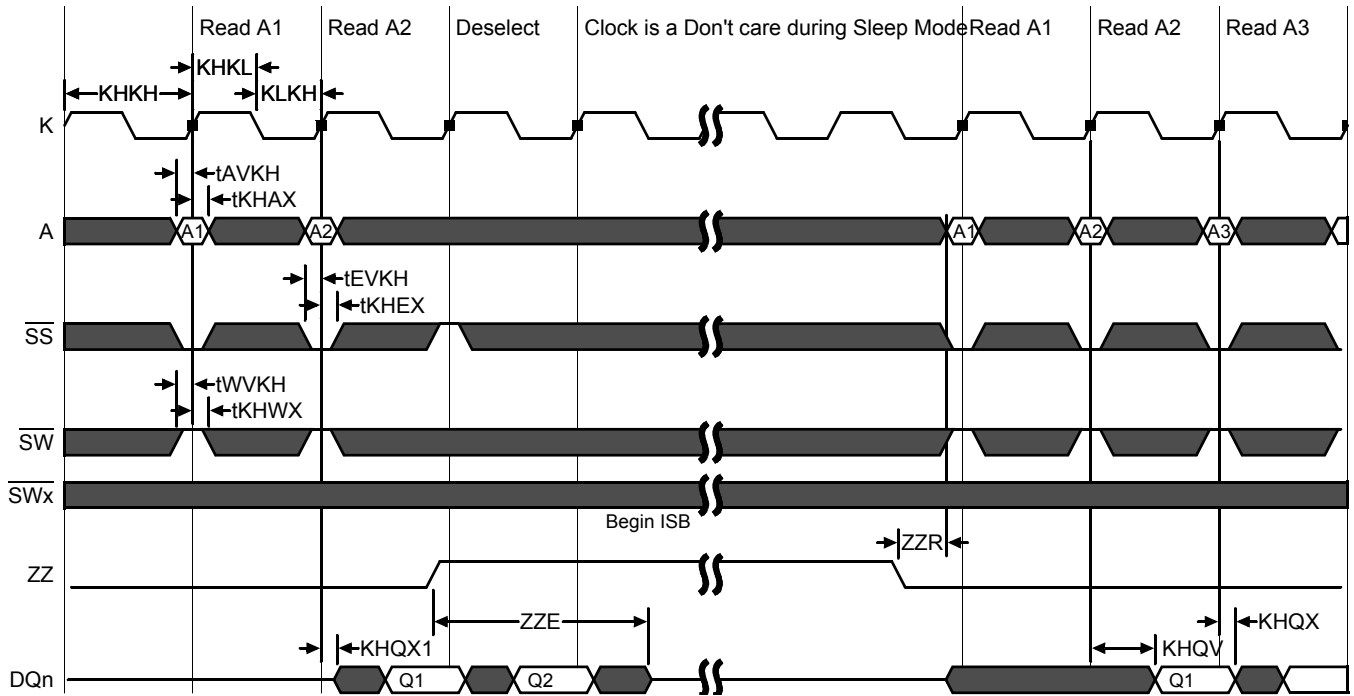 Read A1 Read A2 Deselect Clock is a Don't care during Sleep Mode Read A1 Read A2 Read A3
KHKL
KHKH KLKH
K
tAVKH
tKHAX
A A1 A2 A1 A2 A3
tEVKH
tKHEX
SS
tWVKH
tKHWX
SW
SWx
Begin ISB
ZZR
ZZ
ZZE
KHQX1 KHQV KHQX
DQn Q1 Q2 Q1